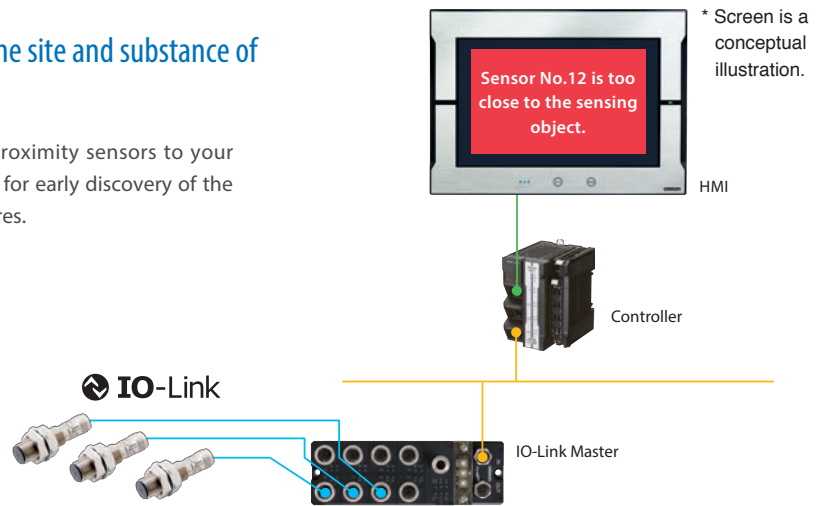 he site and substance of
roximity sensors to your
for early discovery of the
res.
* Screen is a
conceptual
illustration.
Sensor No.12 is too
close to the sensing
object.
OMRON
HMI
Controller
IO-Link
IO-Link Master